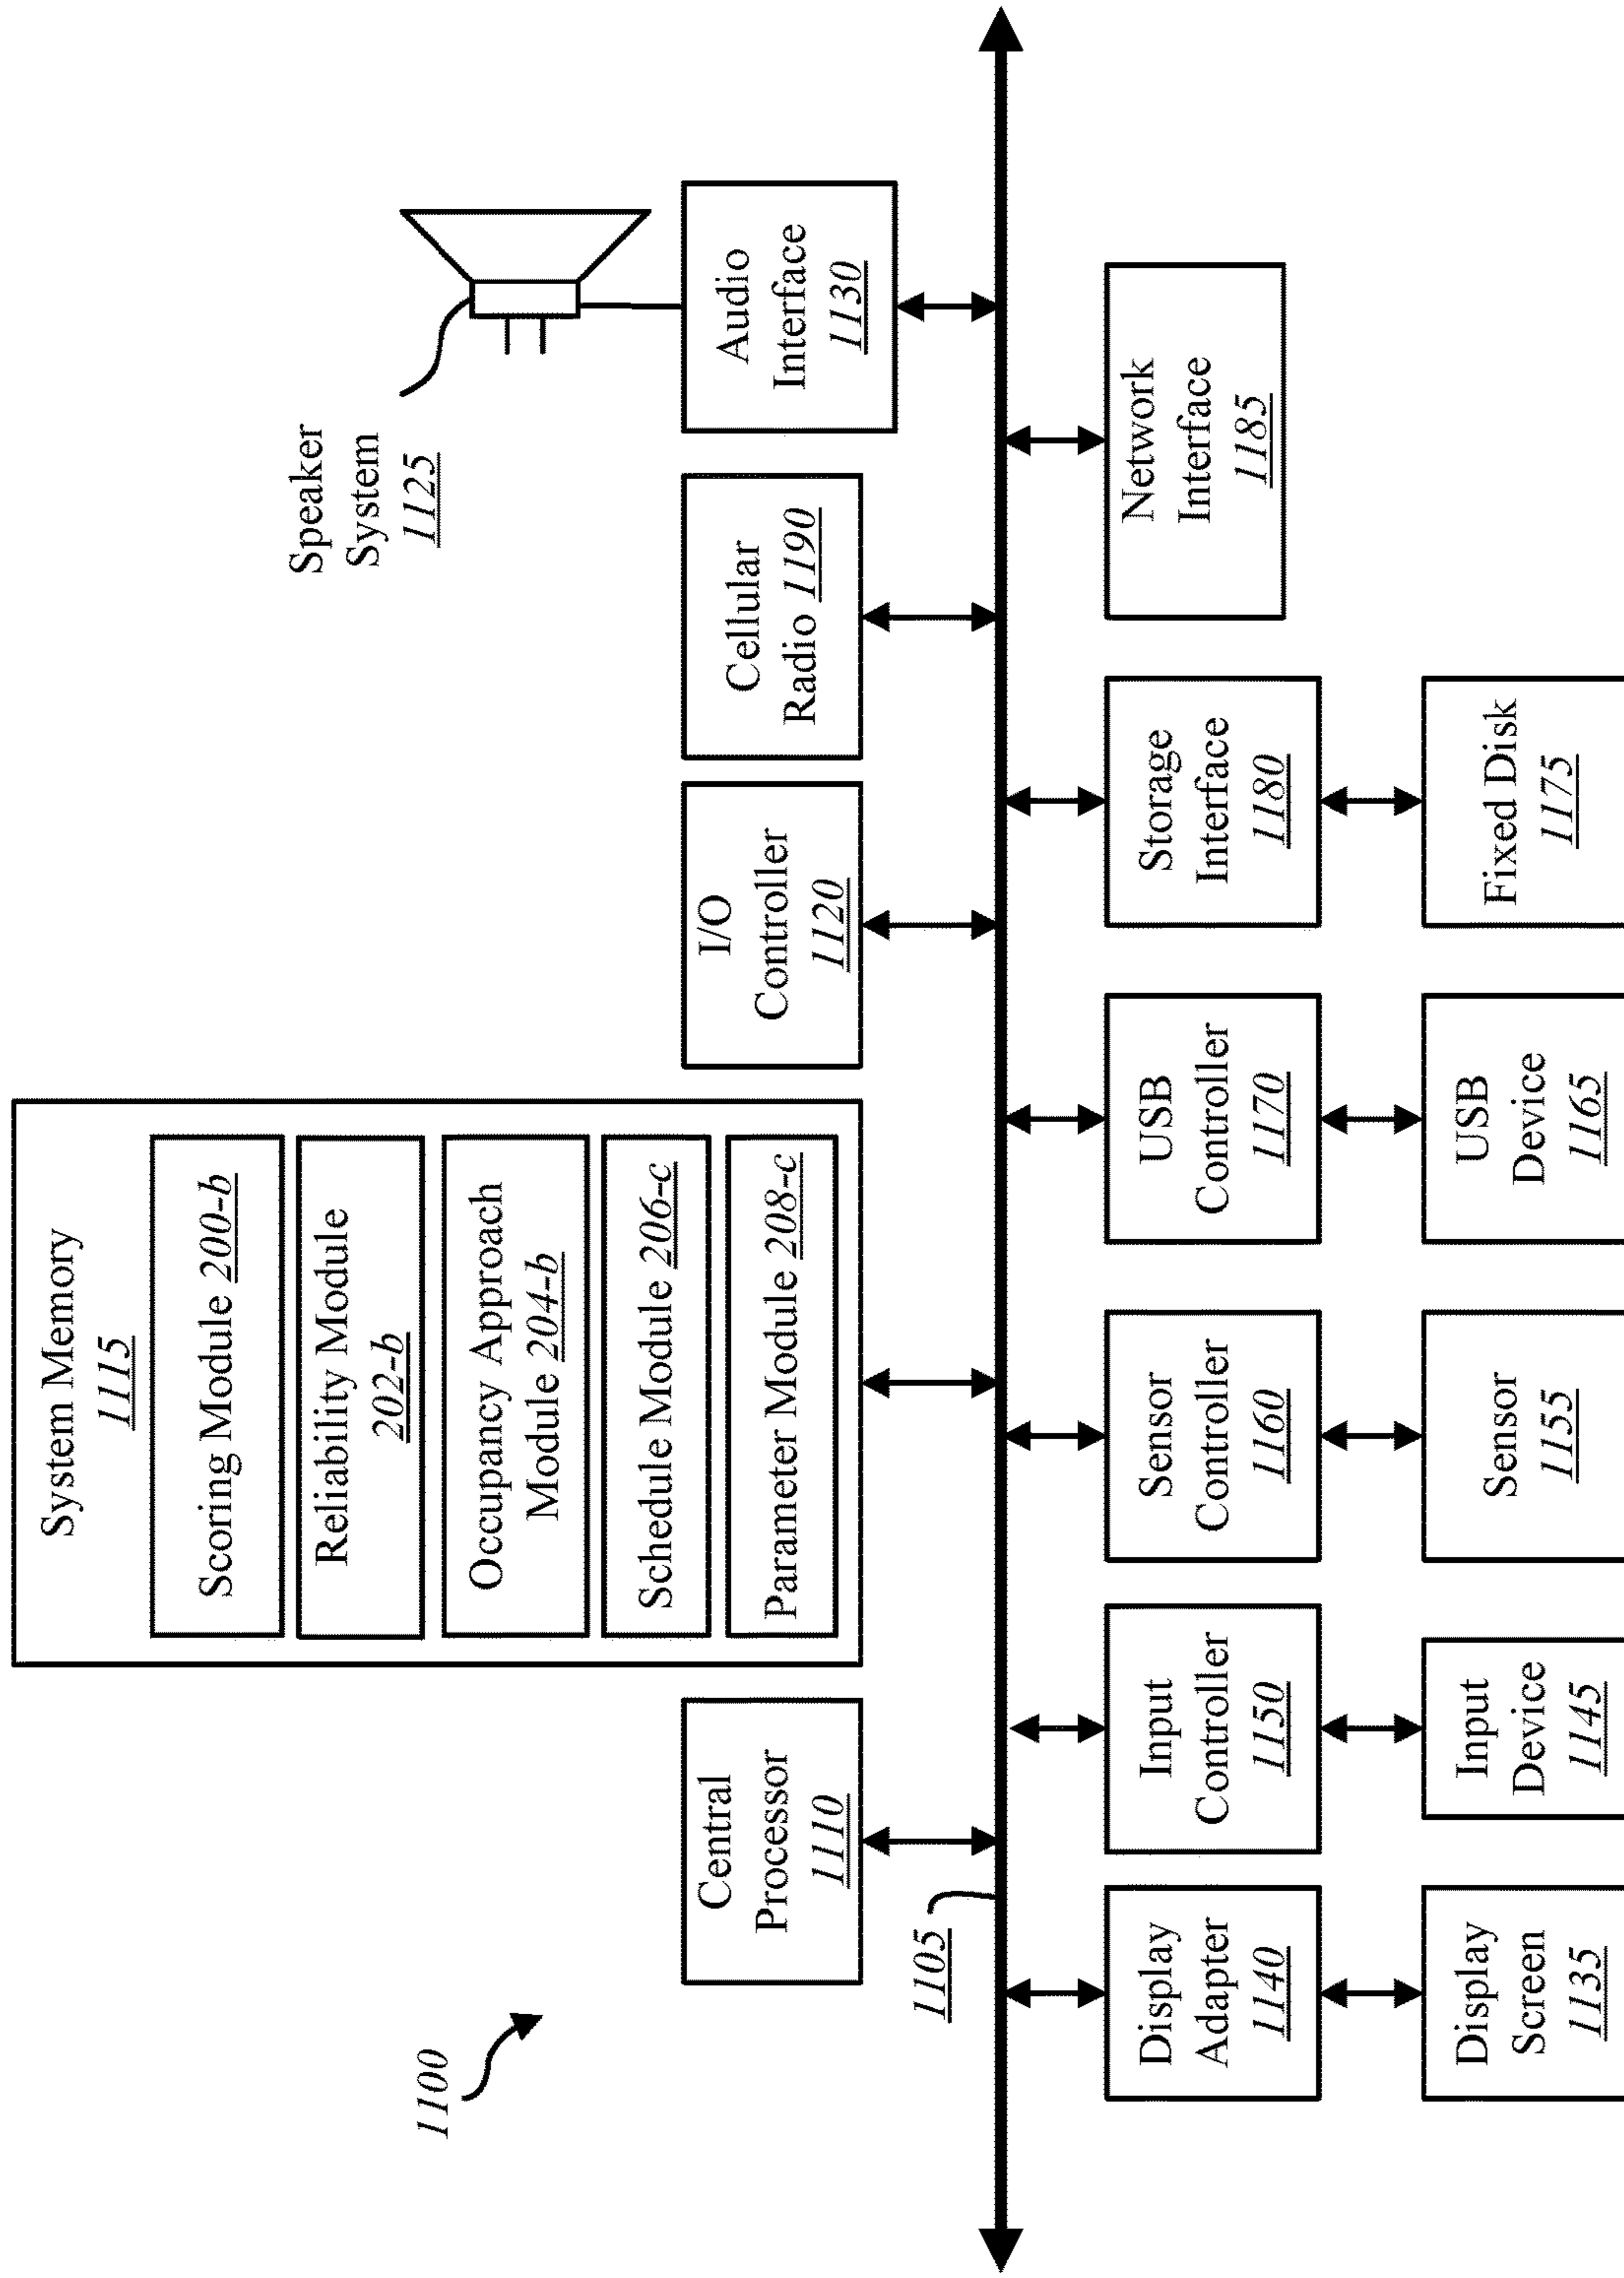 1100
System Memory
1115
Scoring Module 200-b
Reliability Module
202-b
Occupancy Approach
Module 204-b
Schedule Module 206-c
Parameter Module 208-c
Speaker
System
1125
Central
Processor
1110
I/O
Controller
1120
Cellular
Radio 1190
Audio
Interface
1130
1105
Display
Adapter
1140
Input
Controller
1150
Sensor
Controller
1160
USB
Controller
1170
Storage
Interface
1180
Network
Interface
1185
Display
Screen
1135
Input
Device
1145
Sensor
1155
USB
Device
1165
Fixed Disk
1175